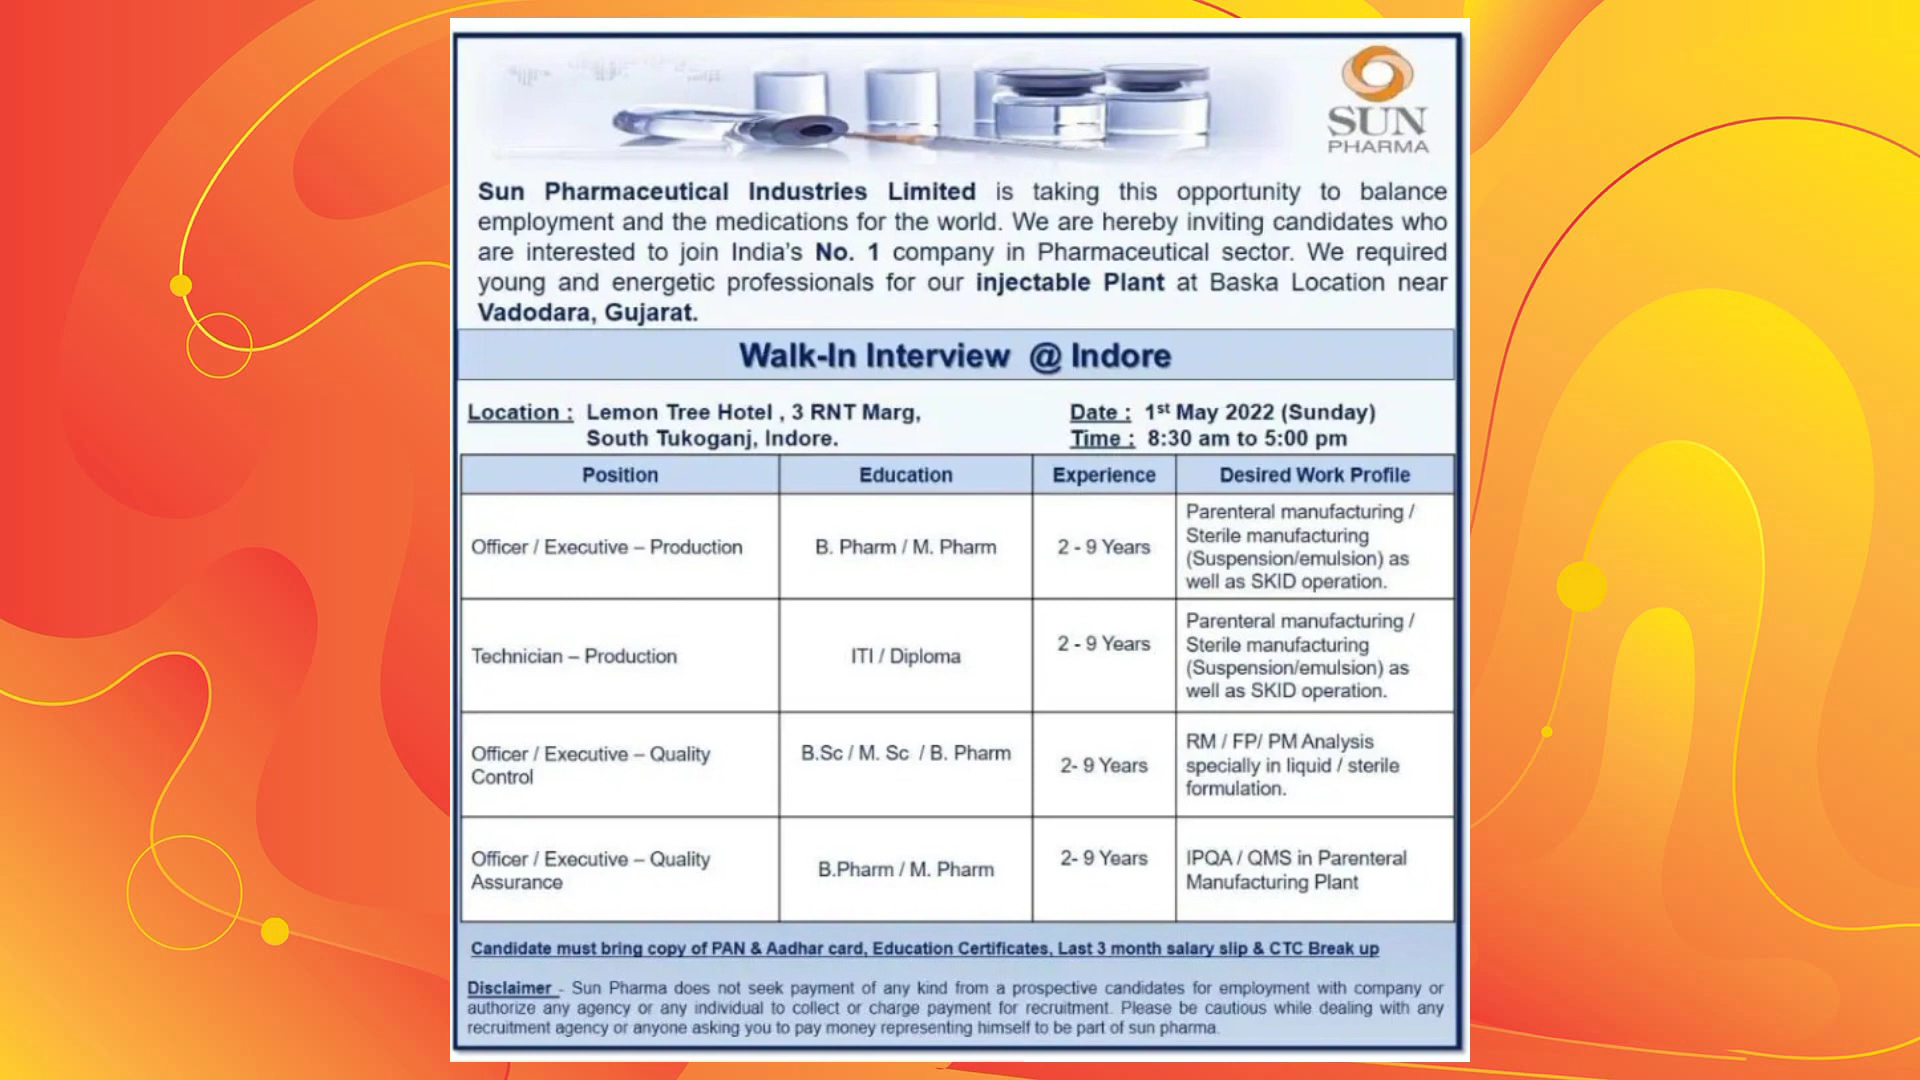 SUN
PHARMA
Sun Pharmaceutical Industries Limited is taking this opportunity to balance
employment and the medications for the world. We are hereby inviting candidates who
are interested to join India's No. 1 company in Pharmaceutical sector. We required
young and energetic professionals for our injectable Plant at Baska Location near
Vadodara, Gujarat.
Walk-In Interview @ Indore
Location : Lemon Tree Hotel , 3 RNT Marg,
South Tukoganj, Indore.
Date : 1st May 2022 (Sunday)
Time : 8:30 am to 5:00 pm
Position Education Experience Desired Work Profile
Officer / Executive – Production B. Pharm / M. Pharm 2 - 9 Years
Parenteral manufacturing /
Sterile manufacturing
(Suspension/emulsion) as
well as SKID operation.
Technician – Production ITI / Diploma 2 - 9 Years
Parenteral manufacturing /
Sterile manufacturing
(Suspension/emulsion) as
well as SKID operation.
Officer / Executive – Quality
Control
B.Sc / M. Sc / B. Pharm
2- 9 Years
RM / FP/ PM Analysis
specially in liquid / sterile
formulation.
Officer / Executive – Quality
Assurance
B.Pharm / M. Pharm
2- 9 Years
IPQA / QMS in Parenteral
Manufacturing Plant
Candidate must bring copy of PAN & Aadhar card, Education Certificates, Last 3 month salary slip & CTC Break up
Disclaimer - Sun Pharma does not seek payment of any kind from a prospective candidates for employment with company or
authorize any agency or any individual to collect or charge payment for recruitment. Please be cautious while dealing with any
recruitment agency or anyone asking you to pay money representing himself to be part of sun pharma.